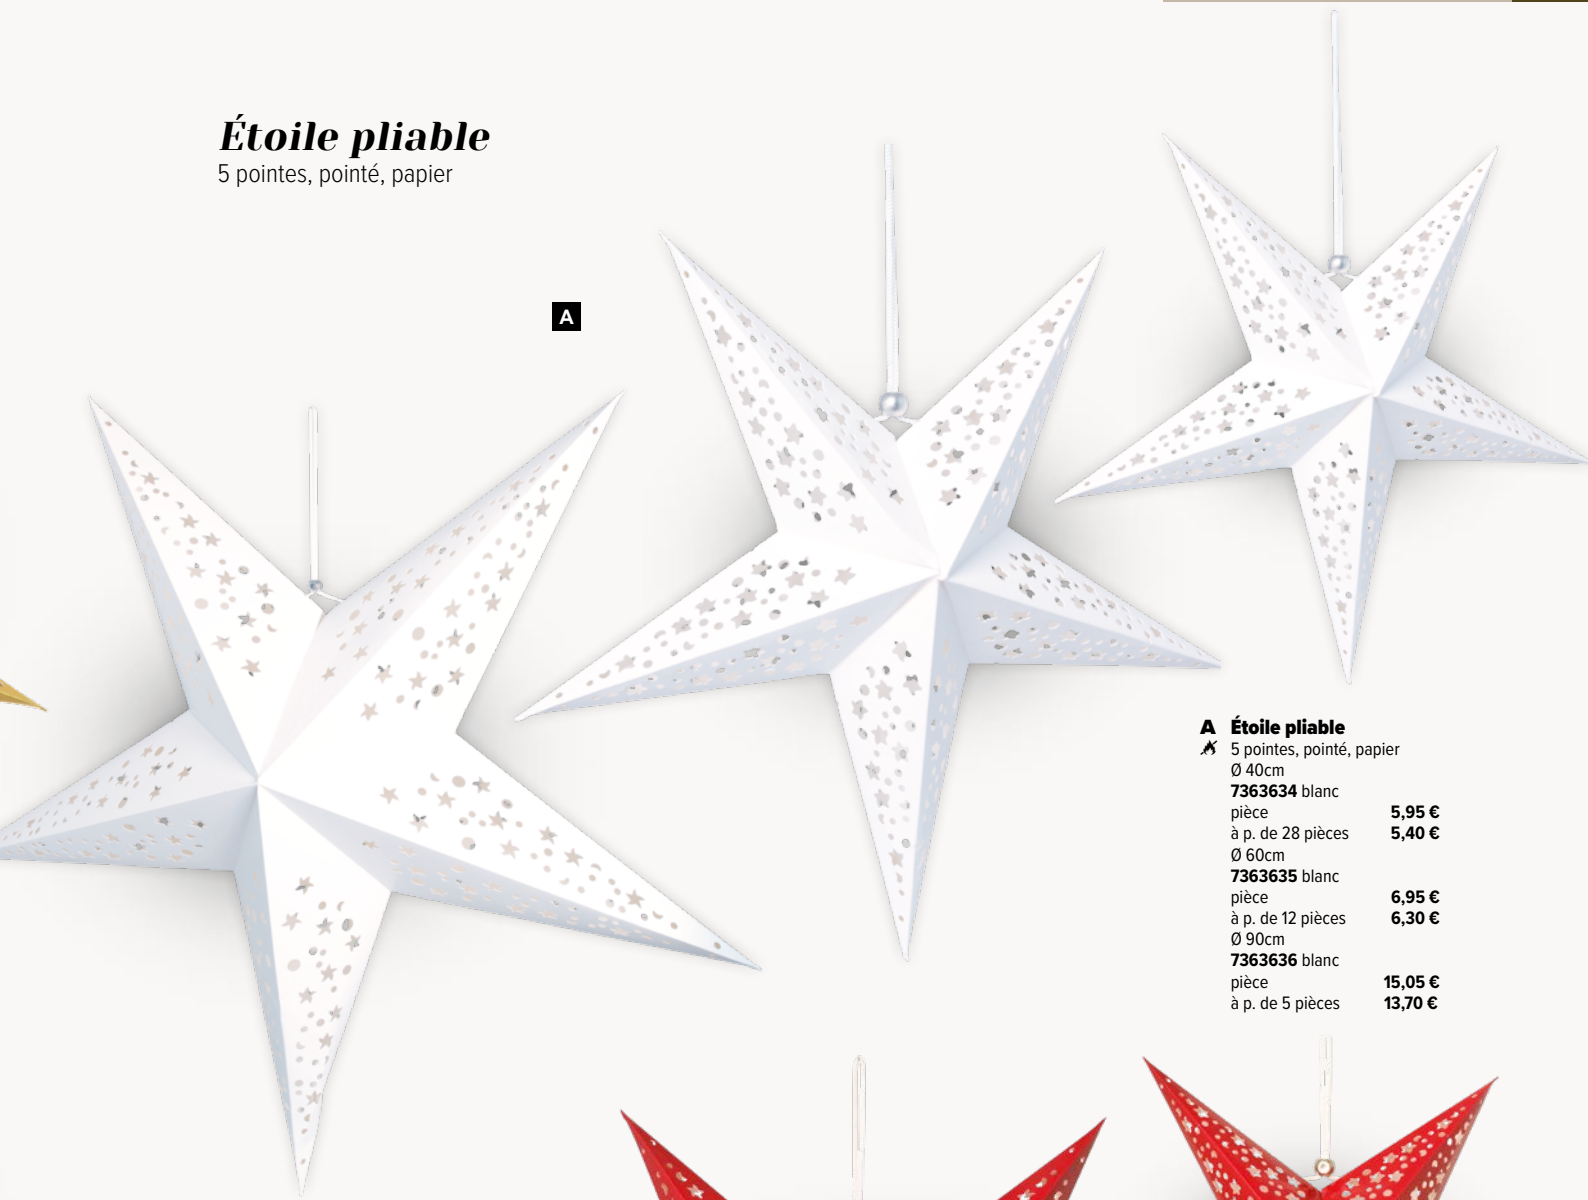 Étoile pliable
5 pointes, pointé, papier
A
A Étoile pliable
5 pointes, pointé, papier
Ø 40cm
7363634 blanc
pièce 5,95 €
à p. de 28 pièces 5,40 €
Ø 60cm
7363635 blanc
pièce 6,95 €
à p. de 12 pièces 6,30 €
Ø 90cm
7363636 blanc
pièce 15,05 €
à p. de 5 pièces 13,70 €